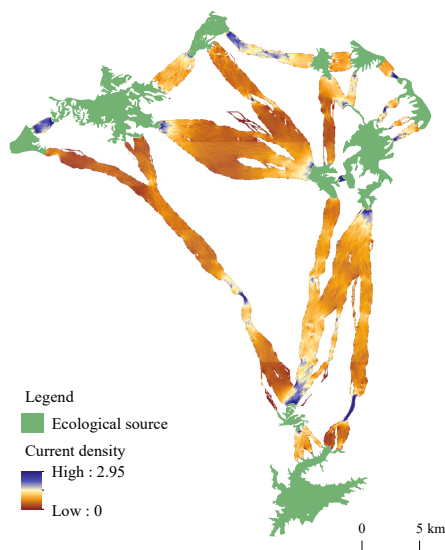 Legend
Ecological source
Current density
High : 2.95
Low : 0
0 5 km